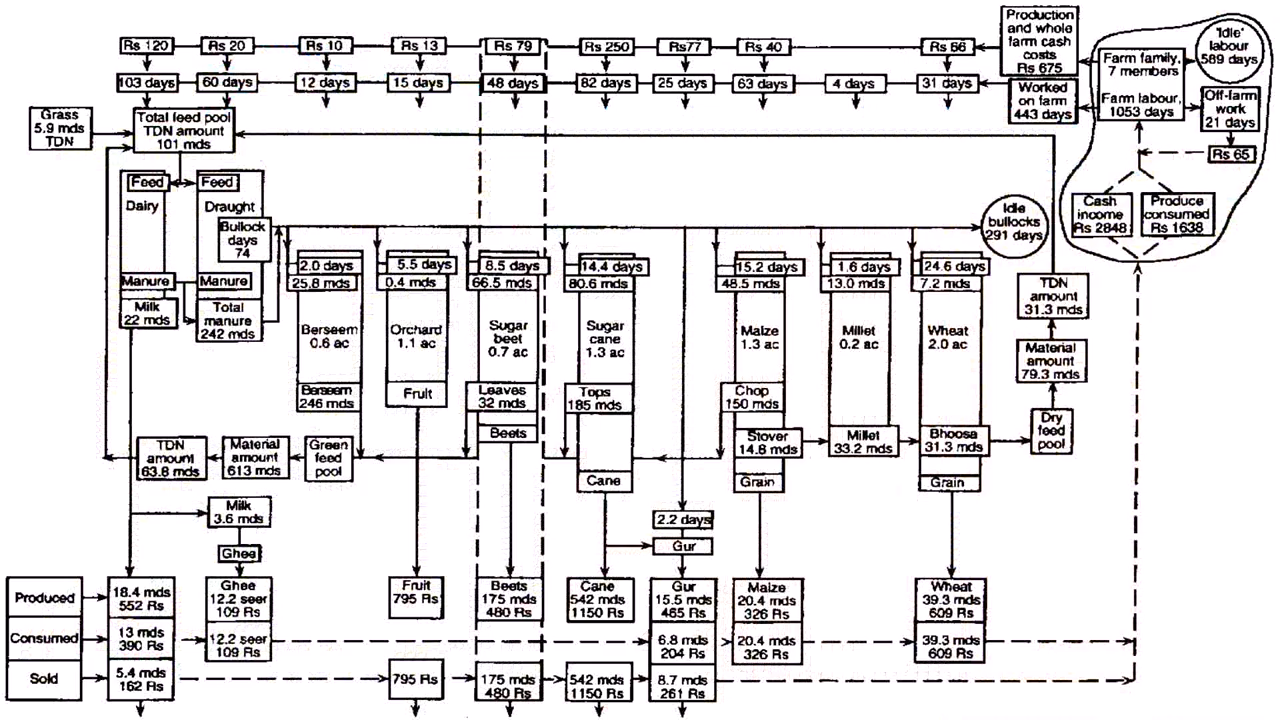 Production
and whole
farm cash
costs
Rs 675
Rs 120
Rs 20
Rs 10
Rs 13
Rs 79
Rs 250
Rs77
Rs 40
Rs 66
Farm family,
7 members
Farm labour,
1053 days
'Idle'
labour
589 days
103 days
60 days
12 days
15 days
48 days
82 days
25 days
63 days
4 days
31 days
Worked
on farm
443 days
Off-farm
work
21 days
Rs 65
Grass
5.9 mds
TDN
Total feed pool
TDN amount
101 mds
Cash
income
Rs 2848
Produce
consumed
Rs 1638
Feed
Feed
Dairy
Draught
Bullock
days
74
Idle
bullocks
291 days
Manure
Manure
Milk
22 mds
Total
manure
242 mds
2.0 days
25.8 mds
5.5 days
0.4 mds
8.5 days
66.5 mds
14.4 days
80.6 mds
15.2 days
48.5 mds
1.6 days
13.0 mds
24.6 days
7.2 mds
TDN
amount
31.3 mds
Berseem
0.6 ac
Orchard
1.1 ac
Sugar
beet
0.7 ac
Sugar
cane
1.3 ac
Maize
1.3 ac
Millet
0.2 ac
Wheat
2.0 ac
Material
amount
79.3 mds
Berseem
246 mds
Fruit
Leaves
32 mds
Tops
185 mds
Chop
150 mds
Beets
Stover
14.8 mds
Millet
33.2 mds
Bhoosa
31.3 mds
Dry
feed
pool
TDN
amount
63.8 mds
Material
amount
613 mds
Green
feed
pool
Cane
Grain
Grain
Milk
3.6 mds
2.2 days
Gur
Ghee
Produced
18.4 mds
552 Rs
Ghee
12.2 seer
109 Rs
Fruit
795 Rs
Beets
175 mds
480 Rs
Cane
542 mds
1150 Rs
Gur
15.5 mds
465 Rs
Maize
20.4 mds
326 Rs
Wheat
39.3 mds
609 Rs
Consumed
13 mds
390 Rs
12.2 seer
109 Rs
6.8 mds
204 Rs
20.4 mds
326 Rs
39.3 mds
609 Rs
Sold
5.4 mds
162 Rs
795 Rs
175 mds
480 Rs
542 mds
1150 Rs
8.7 mds
261 Rs